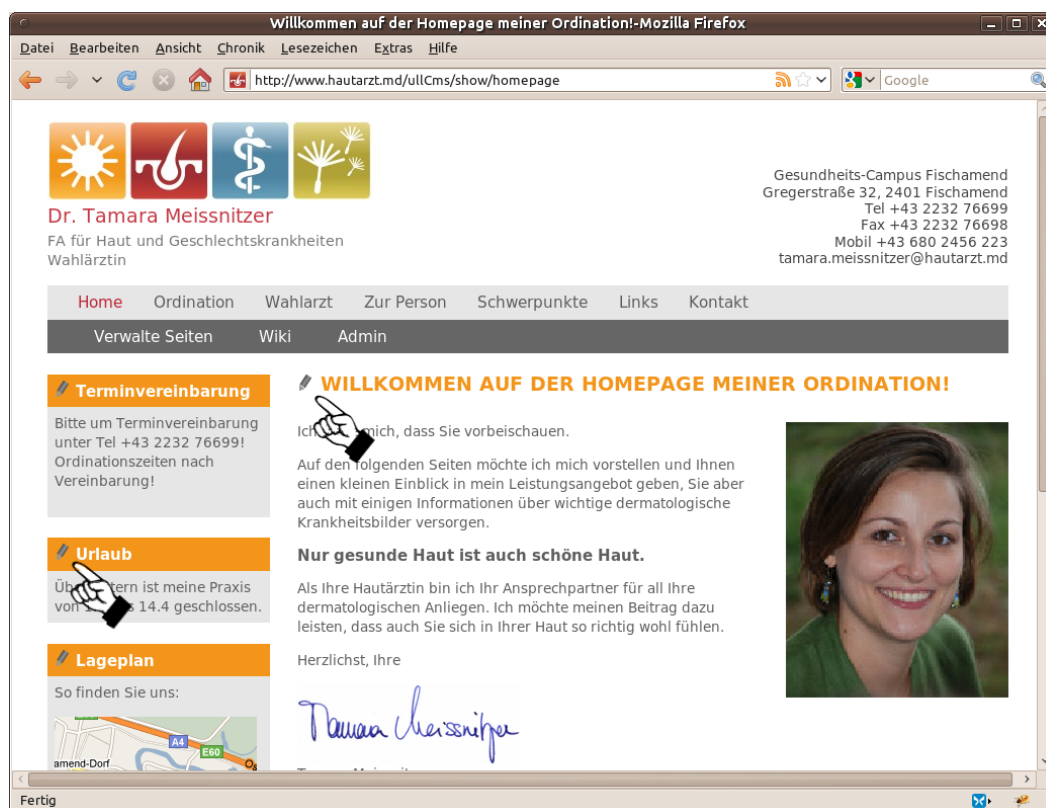 Willkommen auf der Homepage meiner Ordination!-Mozilla Firefox
Datei Bearbeiten Ansicht Chronik Lesezeichen Extras Hilfe
http://www.hautarzt.md/ullCms/show/homepage
Google
Dr. Tamara Meissnitzer
FA für Haut und Geschlechtskrankheiten
Wahlärztin
Gesundheits-Campus Fischamend
Gregerstraße 32, 2401 Fischamend
Tel +43 2232 76699
Fax +43 2232 76698
Mobil +43 680 2456 223
tamara.meissnitzer@hautarzt.md
Home Ordination Wahlarzt Zur Person Schwerpunkte Links Kontakt
Verwalte Seiten Wiki Admin
Terminvereinbarung
Bitte um Terminvereinbarung
unter Tel +43 2232 76699!
Ordinationszeiten nach
Vereinbarung!
Urlaub
ist meine Praxis
von 14.4 geschlossen.
Lageplan
So finden Sie uns:
A4
E60
amend-Dorf
WILLKOMMEN AUF DER HOMEPAGE MEINER ORDINATION!
Ich mich, dass Sie vorbeischauen.
Auf den folgenden Seiten möchte ich mich vorstellen und Ihnen
einen kleinen Einblick in mein Leistungsangebot geben, Sie aber
auch mit einigen Informationen über wichtige dermatologische
Krankheitsbilder versorgen.
Nur gesunde Haut ist auch schöne Haut.
Als Ihre Hautärztin bin ich Ihr Ansprechpartner für all Ihre
dermatologischen Anliegen. Ich möchte meinen Beitrag dazu
leisten, dass auch Sie sich in Ihrer Haut so richtig wohl fühlen.
Herzlichst, Ihre
Tamara Meissnitzer
Fertig